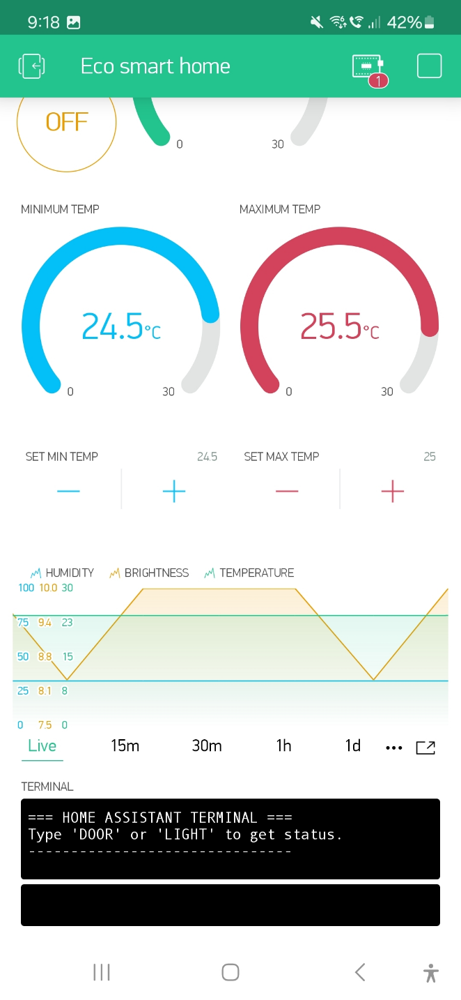 9:18 42%
Eco smart home 1
OFF
0 30
MINIMUM TEMP MAXIMUM TEMP
24.5°C 25.5°C
0 30 0 30
SET MIN TEMP 24.5 SET MAX TEMP 25
HUMIDITY BRIGHTNESS TEMPERATURE
100 10.0 30
75 9.4 23
50 8.8 15
25 8.1 8
0 7.5 0
Live 15m 30m 1h 1d
TERMINAL
=== HOME ASSISTANT TERMINAL ===
Type 'DOOR' or 'LIGHT' to get status.
-------------------------------